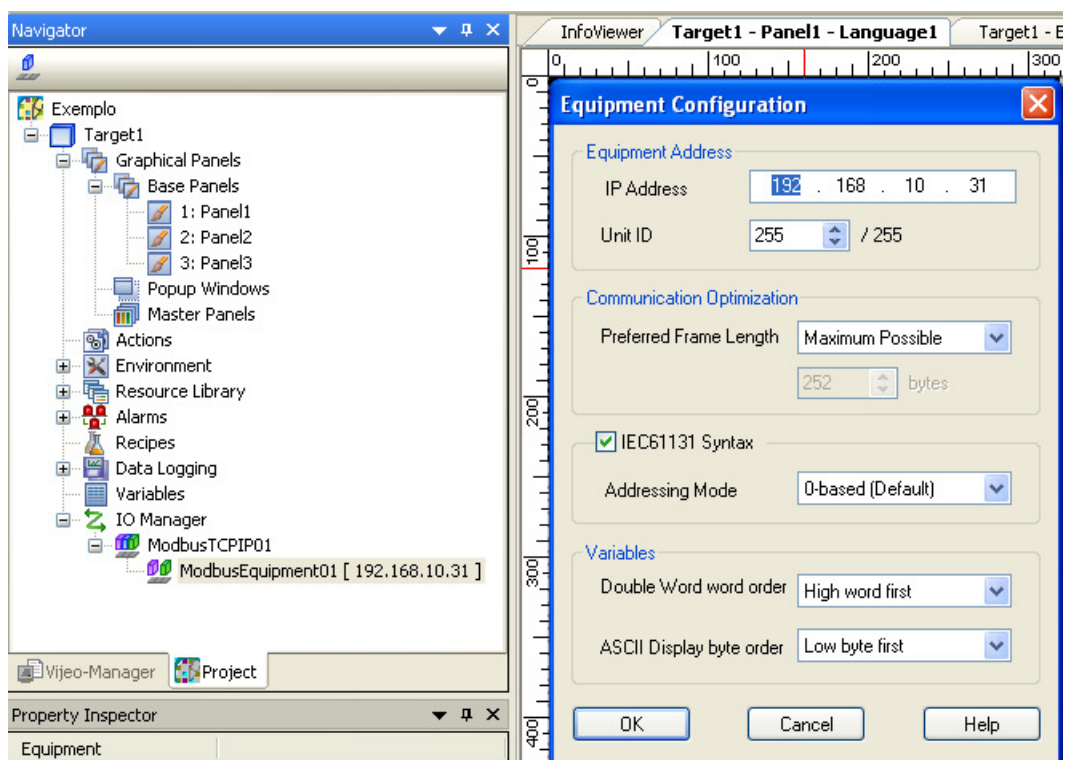 Navigator
Exemplo
Target1
Graphical Panels
Base Panels
1: Panel1
2: Panel2
3: Panel3
Popup Windows
Master Panels
Actions
Environment
Resource Library
Alarms
Recipes
Data Logging
Variables
IO Manager
ModbusTCPIP01
ModbusEquipment01 [ 192.168.10.31 ]
Vijeo-Manager Project
Property Inspector
Equipment
InfoViewer Target1 - Panel1 - Language1 Target1 - E
0 100 200 300
0
100
200
300
400
Equipment Configuration
Equipment Address
IP Address 192 . 168 . 10 . 31
Unit ID 255 / 255
Communication Optimization
Preferred Frame Length Maximum Possible
252 bytes
IEC61131 Syntax
Addressing Mode 0-based (Default)
Variables
Double Word word order High word first
ASCII Display byte order Low byte first
OK Cancel Help